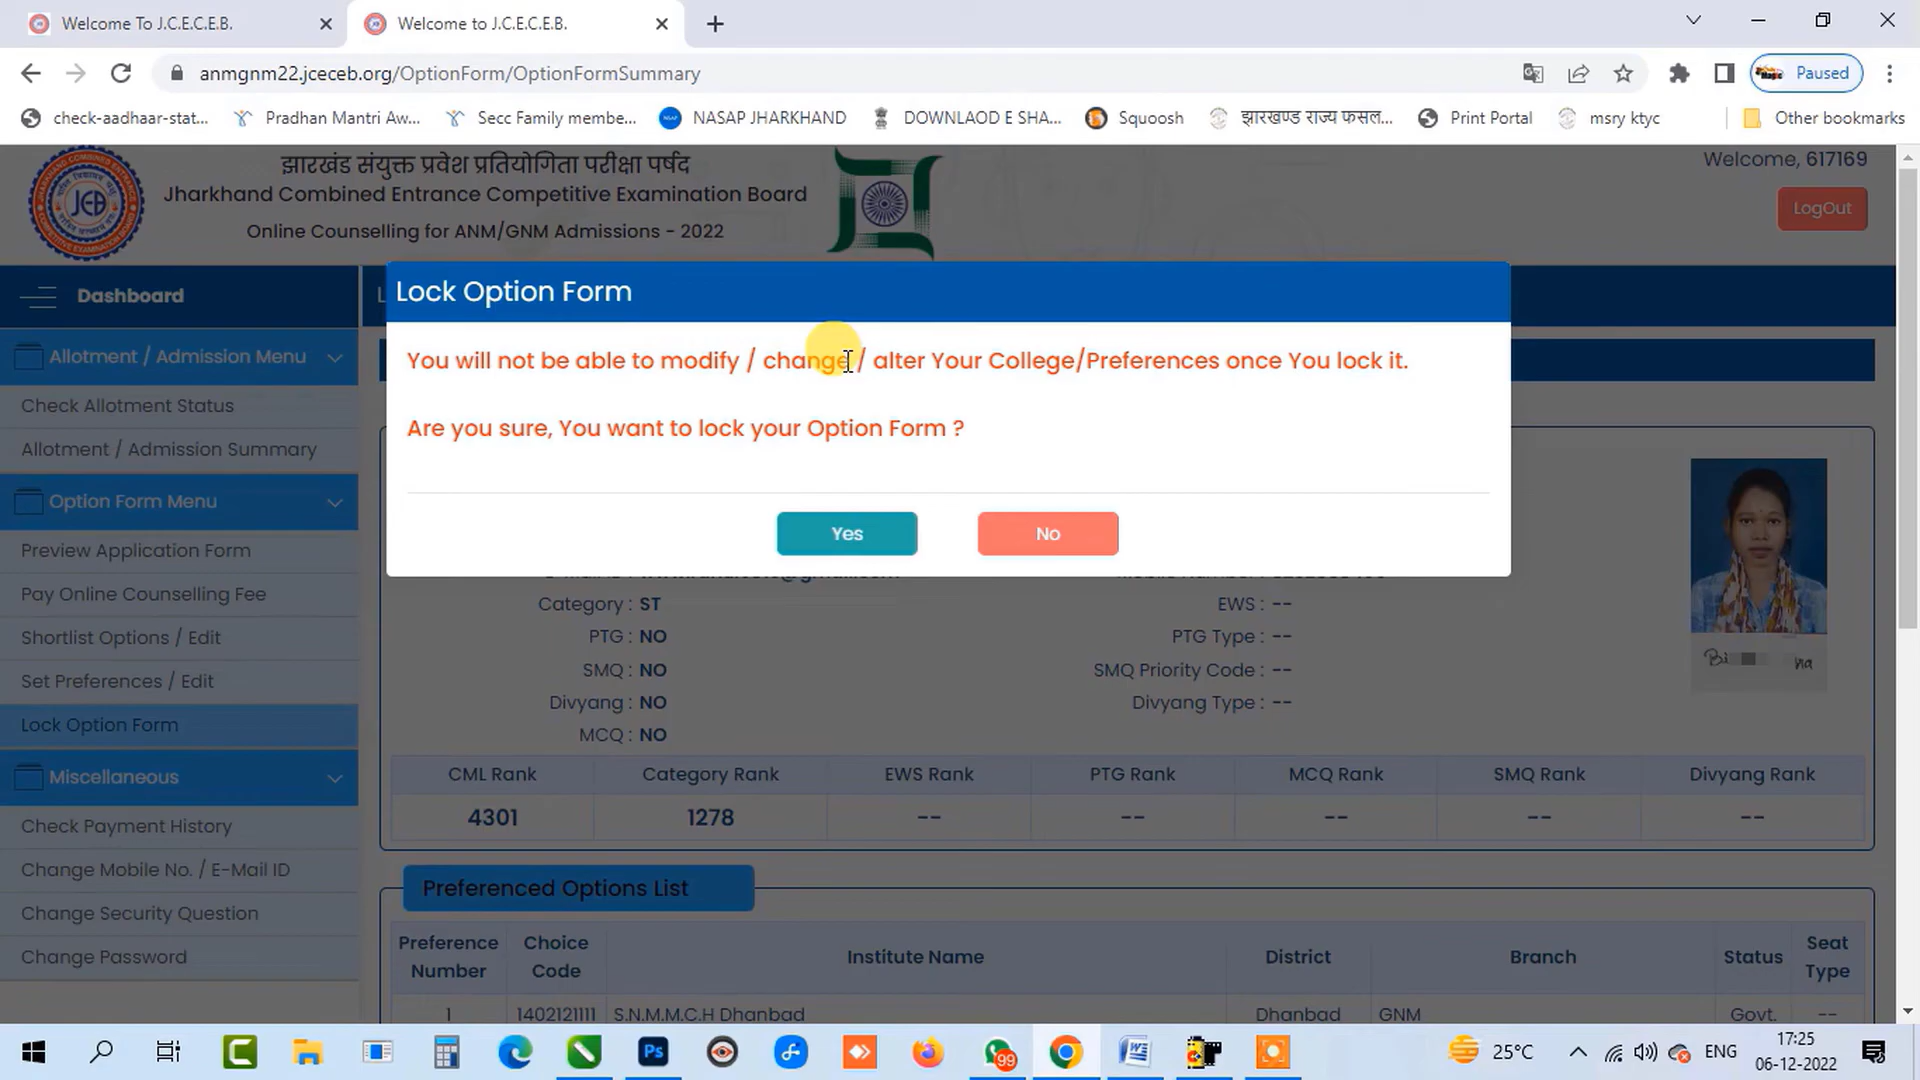 Welcome To J.C.E.C.E.B.
Welcome to J.C.E.C.E.B.
anmgnm22.jceceb.org/OptionForm/OptionFormSummary
Paused
check-aadhaar-stat...
Pradhan Mantri Aw...
Secc Family membe...
NASAP JHARKHAND
DOWNLAOD E SHA...
Squoosh
झारखण्ड राज्य फसल...
Print Portal
msry ktyc
Other bookmarks
झारखंड संयुक्त प्रवेश प्रतियोगिता परीक्षा पर्षद
Jharkhand Combined Entrance Competitive Examination Board
Online Counselling for ANM/GNM Admissions - 2022
JEB
Welcome, 617169
LogOut
Dashboard
Allotment / Admission Menu
Check Allotment Status
Allotment / Admission Summary
Option Form Menu
Preview Application Form
Pay Online Counselling Fee
Shortlist Options / Edit
Set Preferences / Edit
Lock Option Form
Miscellaneous
Check Payment History
Change Mobile No. / E-Mail ID
Change Security Question
Change Password
Lock Option Form
You will not be able to modify / change / alter Your College/Preferences once You lock it.
Are you sure, You want to lock your Option Form ?
Yes
No
Category : ST
EWS : --
PTG : NO
PTG Type : --
SMQ : NO
SMQ Priority Code : --
Divyang : NO
Divyang Type : --
MCQ : NO
CML Rank
Category Rank
EWS Rank
PTG Rank
MCQ Rank
SMQ Rank
Divyang Rank
4301
1278
--
--
--
--
--
Preferenced Options List
Preference Number
Choice Code
Institute Name
District
Branch
Status
Seat Type
1
1402121111
S.N.M.M.C.H Dhanbad
Dhanbad
GNM
Govt.
--
99
25°C
ENG
17:25
06-12-2022